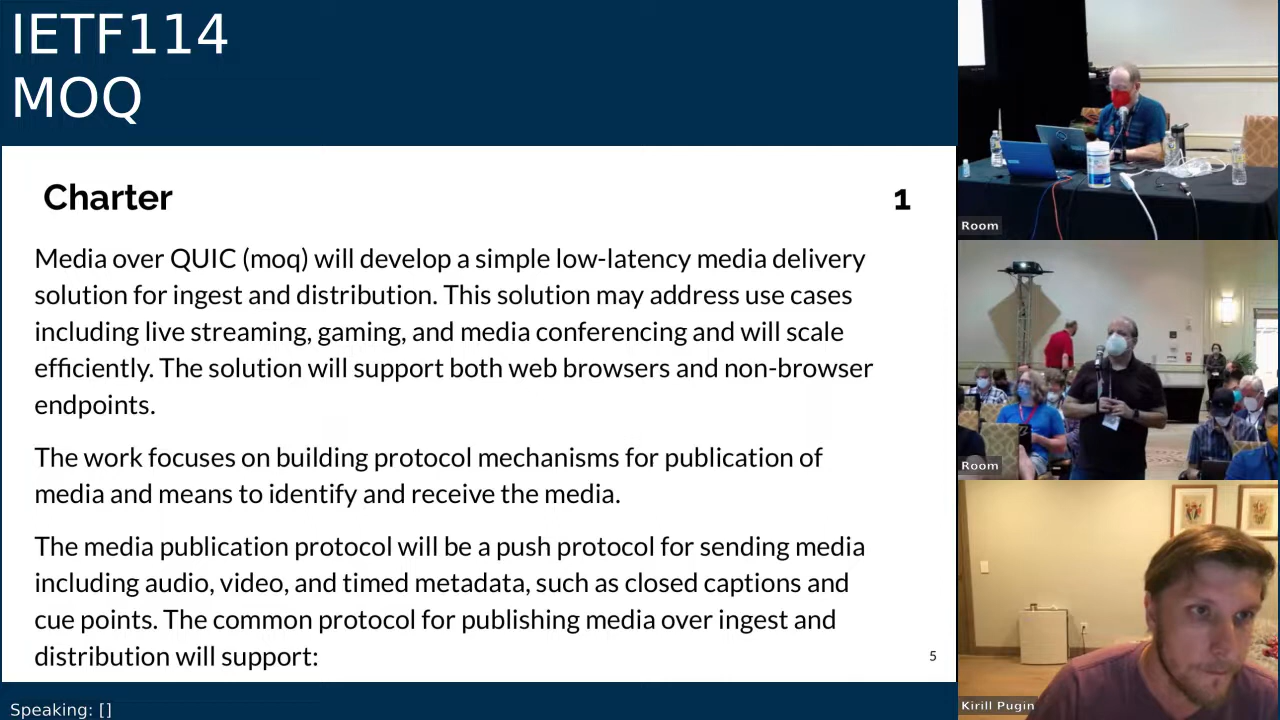 IETF114
MOQ
Charter 1
Media over QUIC (moq) will develop a simple low-latency media delivery
solution for ingest and distribution. This solution may address use cases
including live streaming, gaming, and media conferencing and will scale
efficiently. The solution will support both web browsers and non-browser
endpoints.
The work focuses on building protocol mechanisms for publication of
media and means to identify and receive the media.
The media publication protocol will be a push protocol for sending media
including audio, video, and timed metadata, such as closed captions and
cue points. The common protocol for publishing media over ingest and
distribution will support:
5
Speaking: []
Room
Room
Kirill Pugin